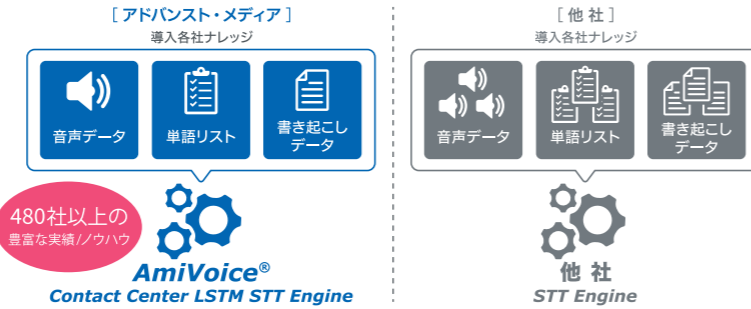 ［アドバンスト・メディア］
導入各社ナレッジ
音声データ
単語リスト
書き起こし
データ
480社以上の
豊富な実績/ノウハウ
AmiVoice®
Contact Center LSTM STT Engine
［他 社］
導入各社ナレッジ
音声データ
単語リスト
書き起こし
データ
他 社
STT Engine